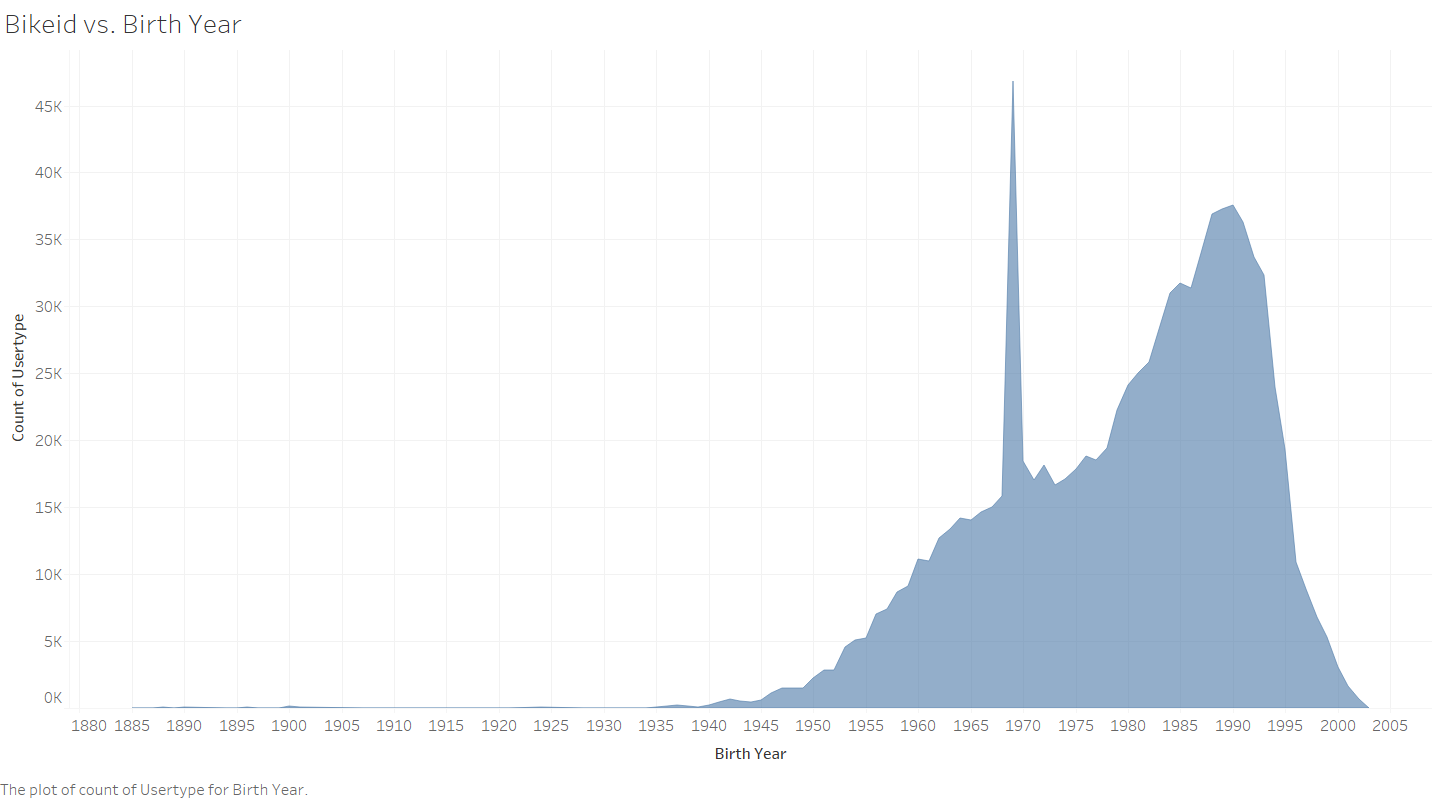 Bikeid vs. Birth Year
45K
40K
35K
30K
25K
20K
15K
10K
5K
0K
Count of Usertype
1880 1885 1890 1895 1900 1905 1910 1915 1920 1925 1930 1935 1940 1945 1950 1955 1960 1965 1970 1975 1980 1985 1990 1995 2000 2005
Birth Year
The plot of count of Usertype for Birth Year.